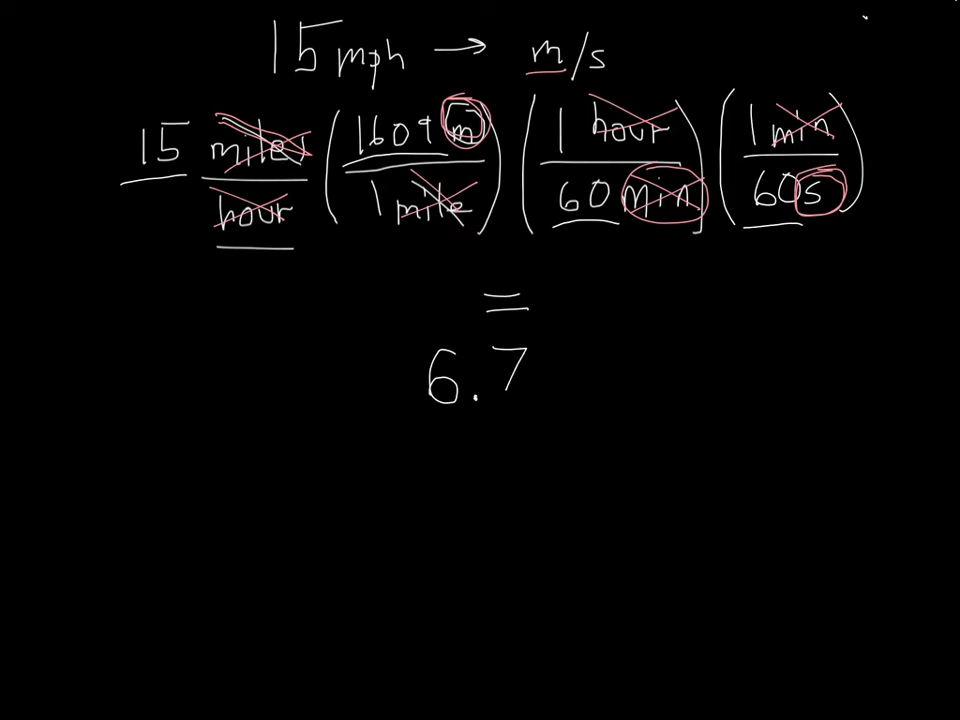 15 mph → m/s
15 miles/hour (1609 m/1 mile) (1 hour/60 min) (1 min/60 s)
=
6.7